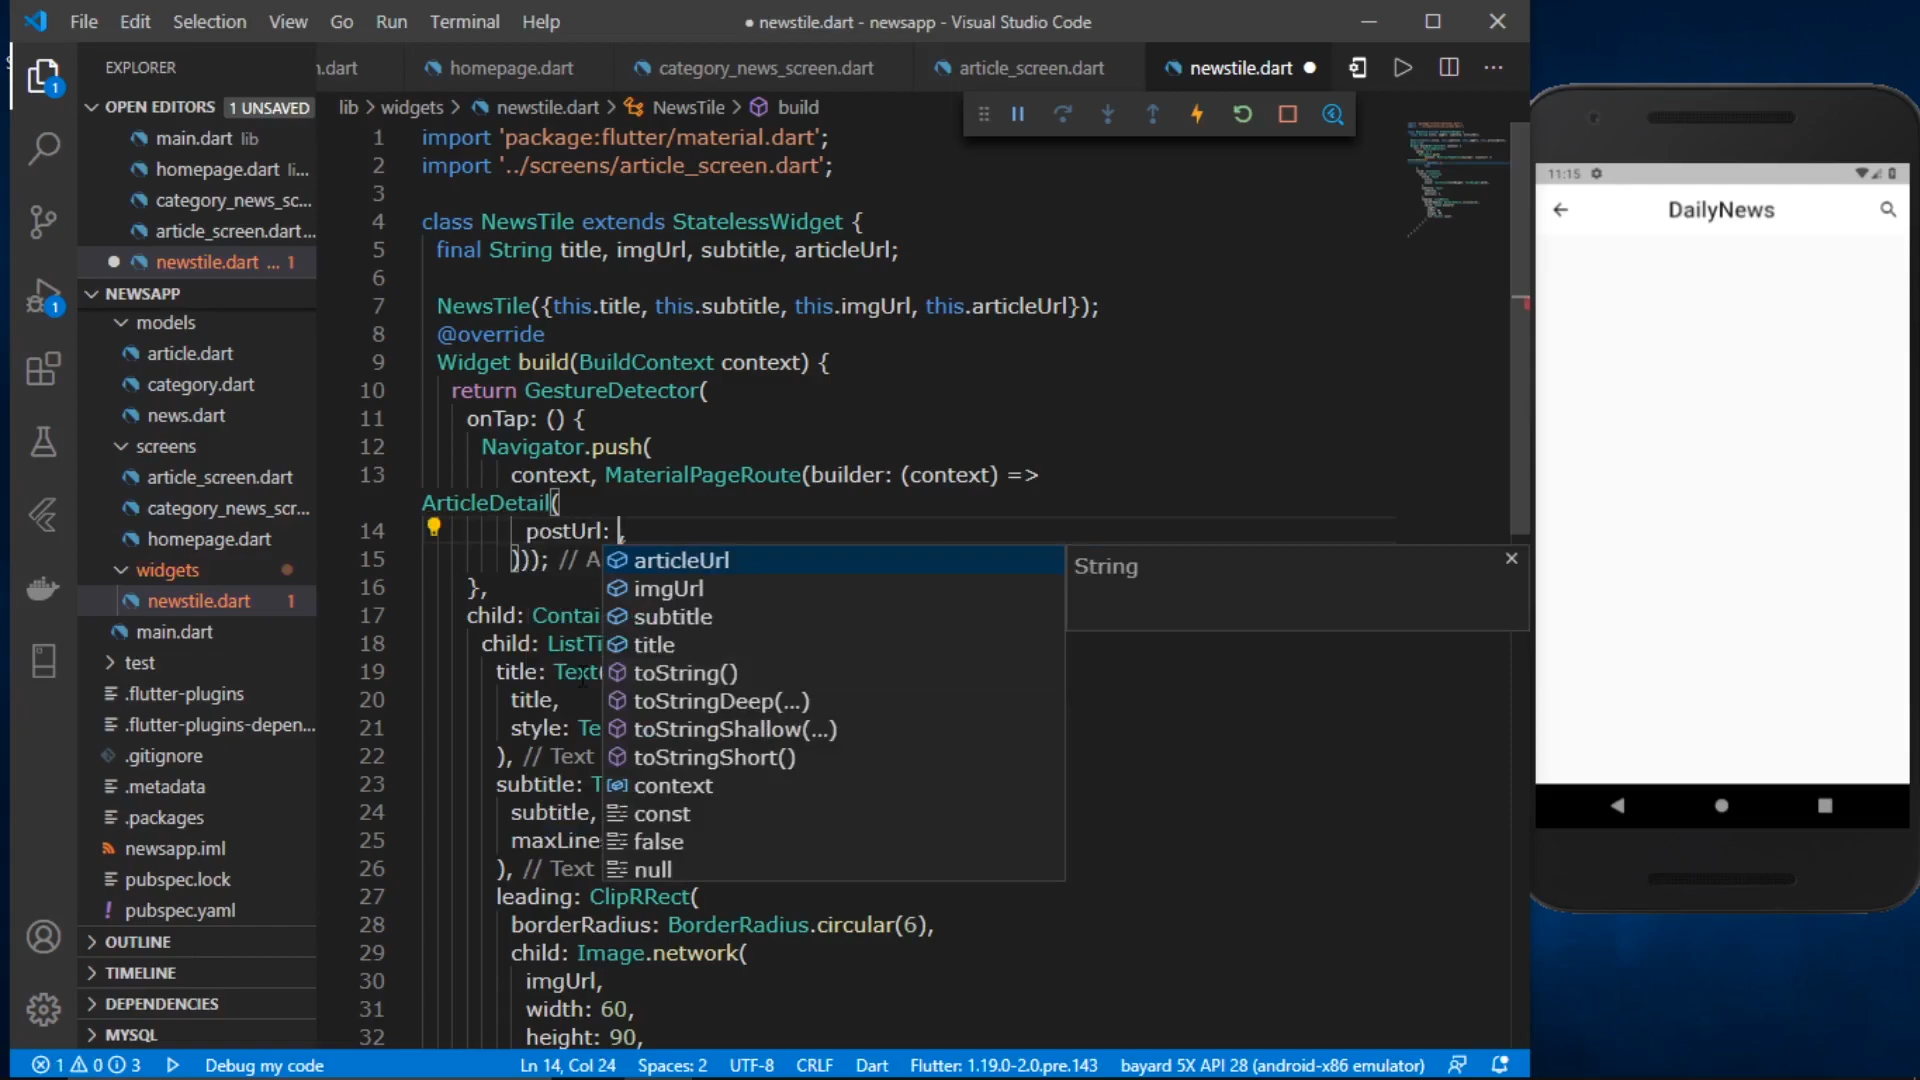 File Edit Selection View Go Run Terminal Help
● newstile.dart - newsapp - Visual Studio Code
EXPLORER
OPEN EDITORS 1 UNSAVED
main.dart lib
homepage.dart li...
category_news_sc...
article_screen.dart...
newstile.dart ... 1
NEWSAPP
models
article.dart
category.dart
news.dart
screens
article_screen.dart
category_news_scr...
homepage.dart
widgets
newstile.dart 1
main.dart
test
.flutter-plugins
.flutter-plugins-depen...
.gitignore
.metadata
.packages
newsapp.iml
pubspec.lock
pubspec.yaml
OUTLINE
TIMELINE
DEPENDENCIES
MYSQL
1
1
homepage.dart category_news_screen.dart article_screen.dart newstile.dart
lib > widgets > newstile.dart > NewsTile > build
1 import 'package:flutter/material.dart';
2 import '../screens/article_screen.dart';
3
4 class NewsTile extends StatelessWidget {
5 final String title, imgUrl, subtitle, articleUrl;
6
7 NewsTile({this.title, this.subtitle, this.imgUrl, this.articleUrl});
8 @override
9 Widget build(BuildContext context) {
10 return GestureDetector(
11 onTap: () {
12 Navigator.push(
13 context, MaterialPageRoute(builder: (context) =>
ArticleDetail(
14 postUrl: ,
15 ))); // A
16 },
17 child: Contai
18 child: ListTi
19 title: Text(
20 title,
21 style: Te
22 ), // Text
23 subtitle: T
24 subtitle,
25 maxLine
26 ), // Text
27 leading: ClipRRect(
28 borderRadius: BorderRadius.circular(6),
29 child: Image.network(
30 imgUrl,
31 width: 60,
32 height: 90,
articleUrl
imgUrl
subtitle
title
toString()
toStringDeep(...)
toStringShallow(...)
toStringShort()
context
const
false
null
String
1 0 3 Debug my code Ln 14, Col 24 Spaces: 2 UTF-8 CRLF Dart Flutter: 1.19.0-2.0.pre.143 bayard 5X API 28 (android-x86 emulator)
11:15
DailyNews